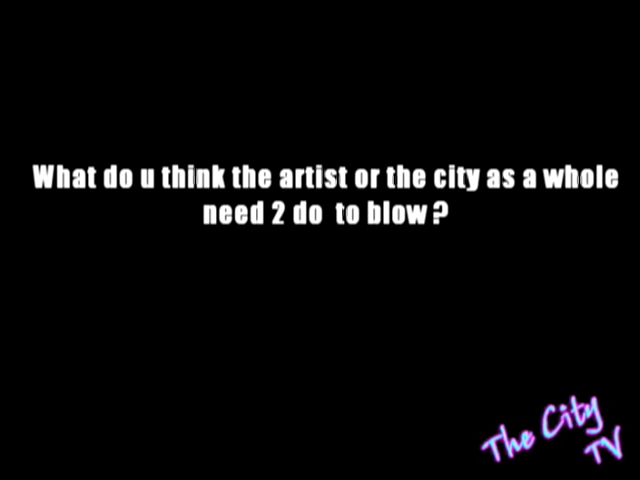 What do u think the artist or the city as a whole
need 2 do to blow?
The City
TV